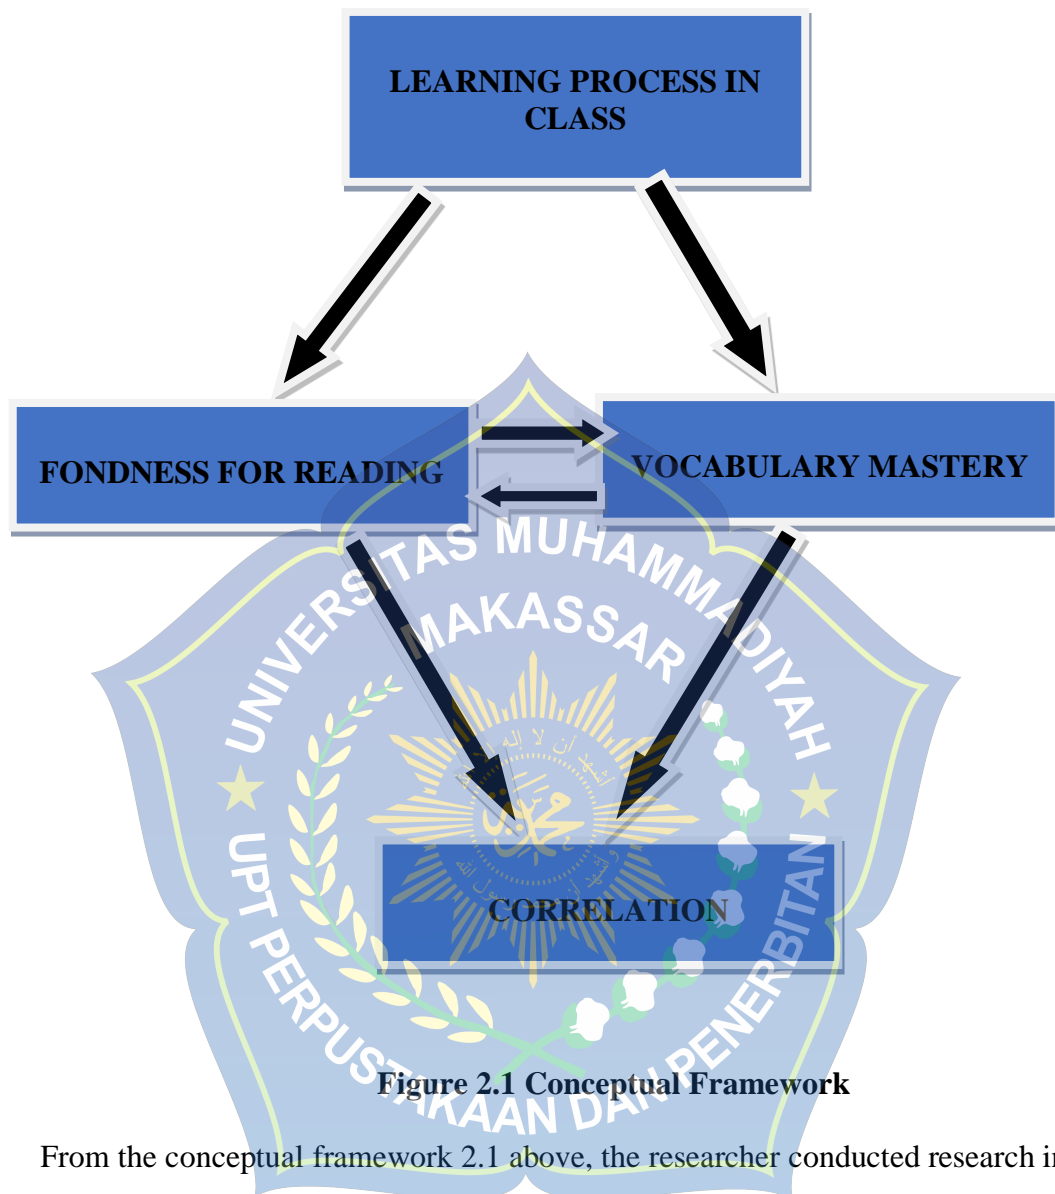 LEARNING PROCESS IN
CLASS
FONDNESS FOR READING
VOCABULARY MASTERY
UNIVERSITAS MUHAMMADIYAH
MAKASSAR
CORRELATION
UPT PERPUSTAKAAN DAN PENERBITAN
Figure 2.1 Conceptual Framework
From the conceptual framework 2.1 above, the researcher conducted research in